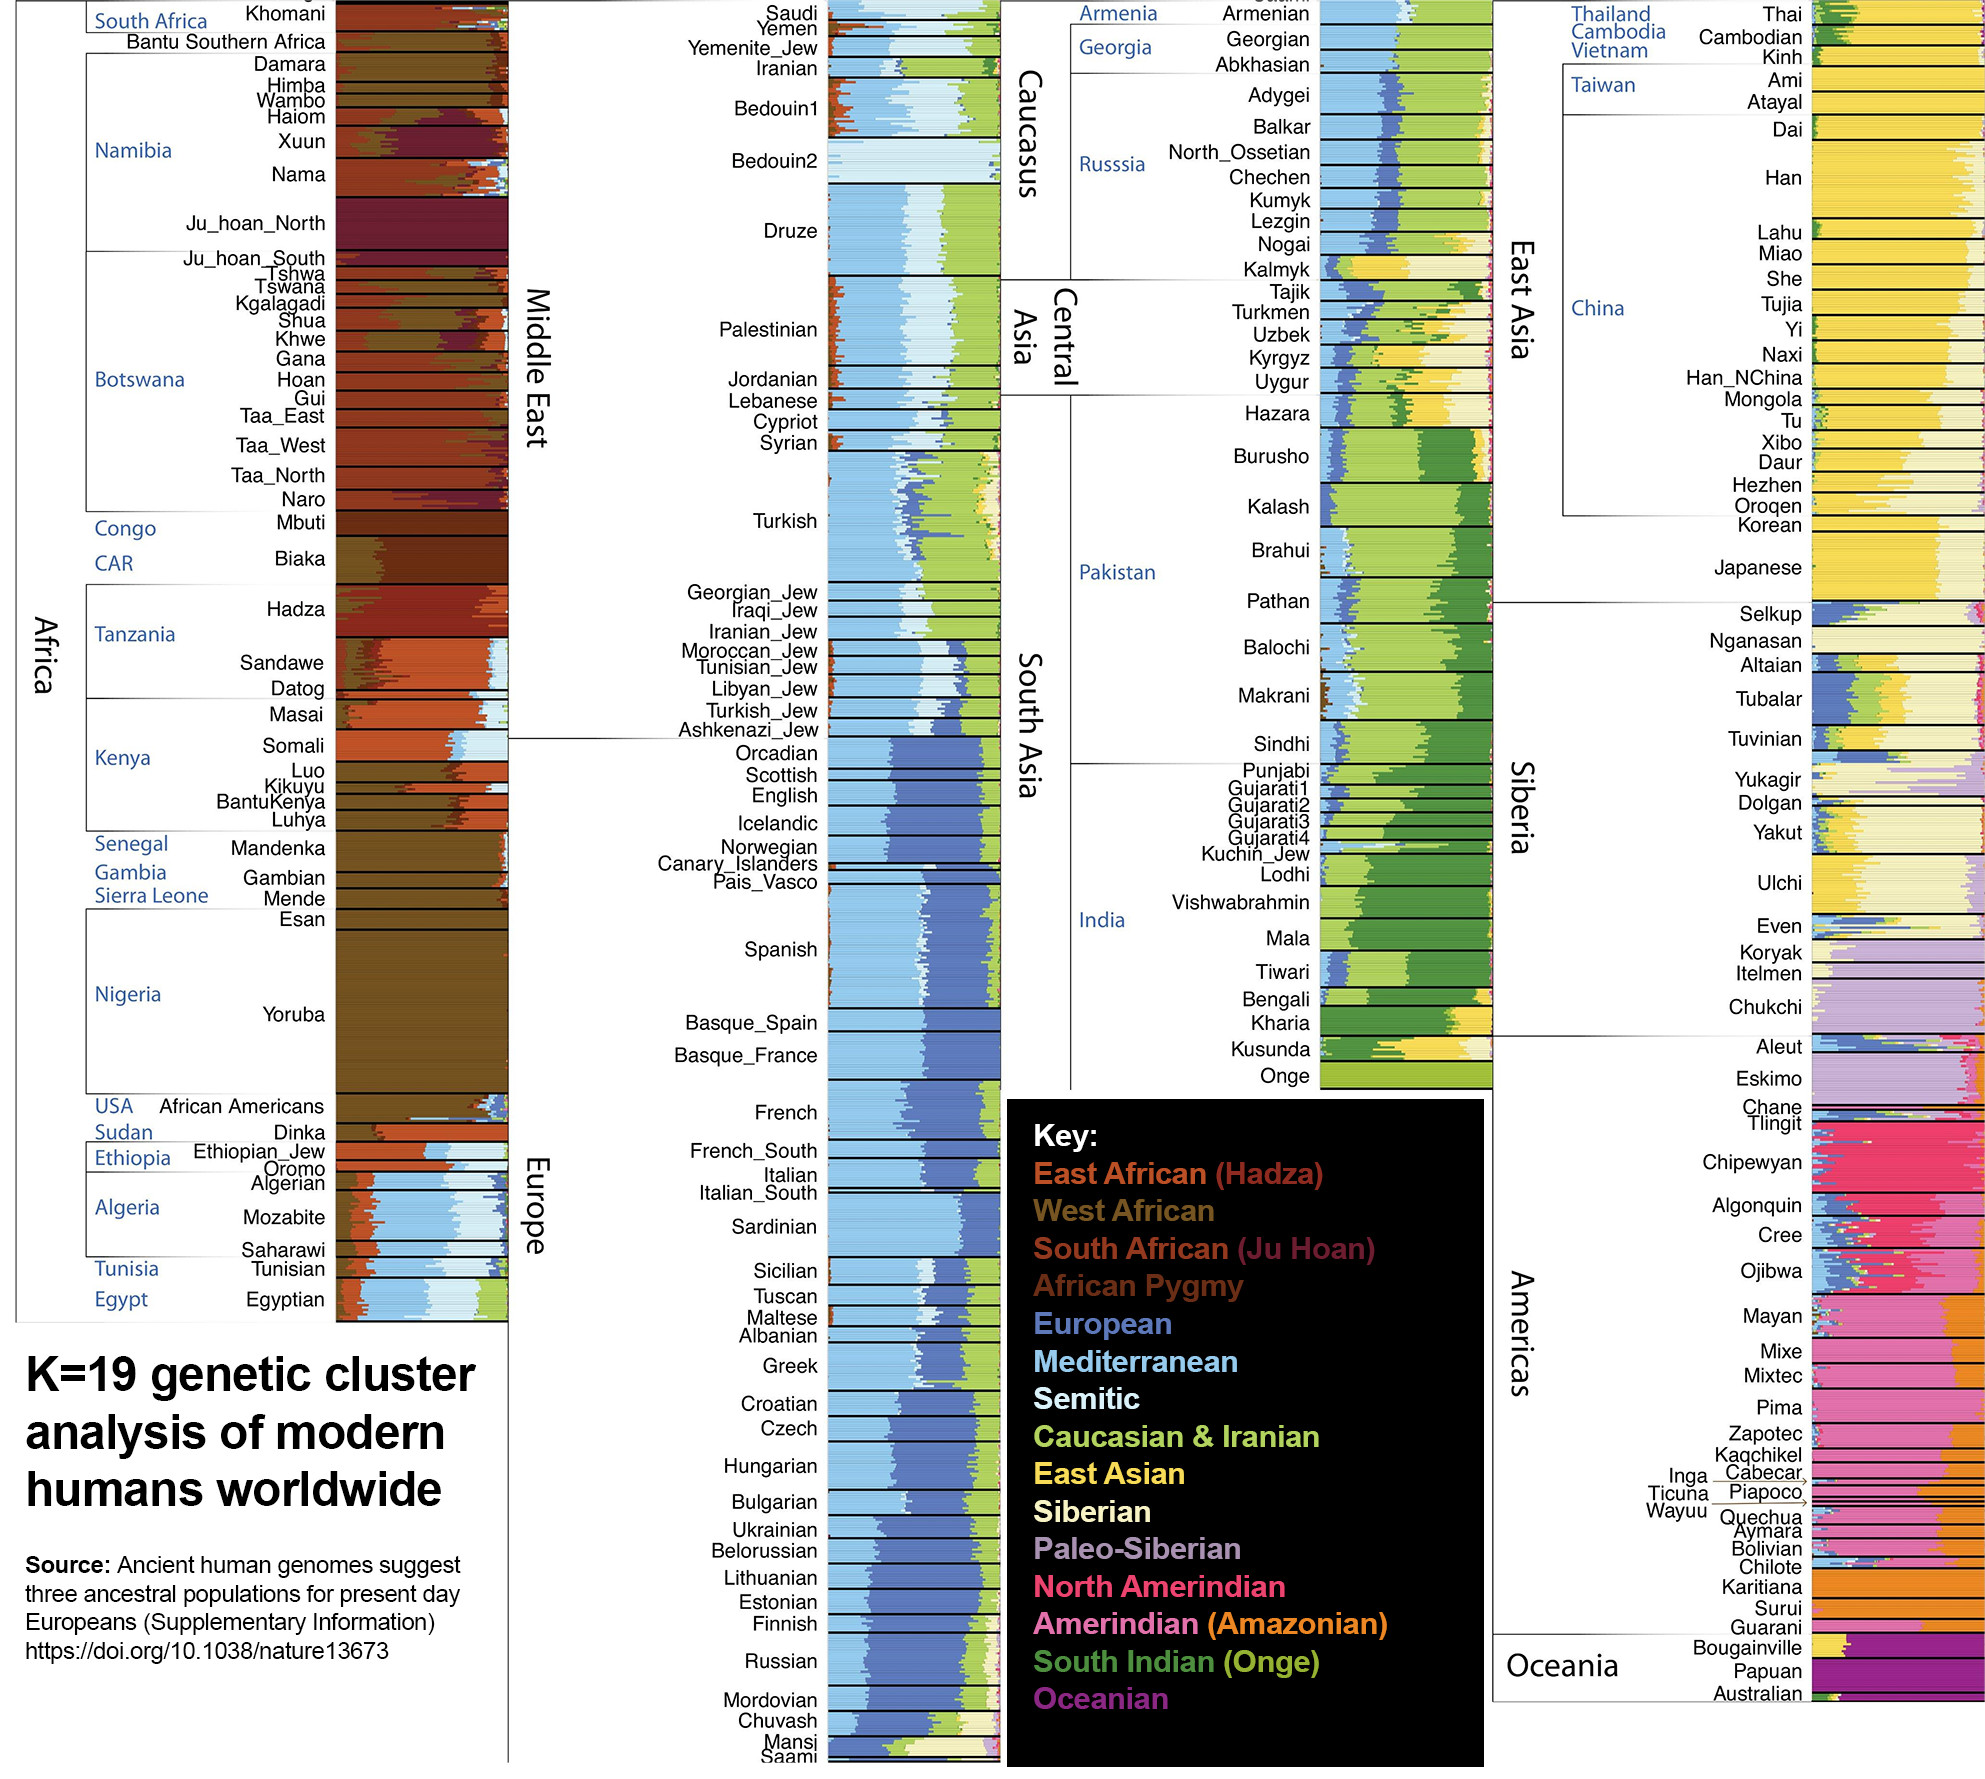 South Africa
Khomani
Bantu Southern Africa
Namibia
Damara
Himba
Wambo
Haiom
Xuun
Nama
Ju_hoan_North
Botswana
Ju_hoan_South
Tshwa
Tswana
Kgalagadi
Shua
Khwe
Gana
Hoan
Gui
Taa_East
Taa_West
Taa_North
Naro
Congo
Mbuti
CAR
Biaka
Africa
Tanzania
Hadza
Sandawe
Datog
Kenya
Masai
Somali
Luo
Kikuyu
BantuKenya
Luhya
Senegal
Mandenka
Gambia
Gambian
Sierra Leone
Mende
Nigeria
Esan
Yoruba
USA
African Americans
Sudan
Dinka
Ethiopia
Ethiopian_Jew
Oromo
Algeria
Algerian
Mozabite
Saharawi
Tunisia
Tunisian
Egypt
Egyptian
K=19 genetic cluster
analysis of modern
humans worldwide
Source: Ancient human genomes suggest
three ancestral populations for present day
Europeans (Supplementary Information)
https://doi.org/10.1038/nature13673
Middle East
Saudi
Yemen
Yemenite_Jew
Iranian
Bedouin1
Bedouin2
Druze
Palestinian
Jordanian
Lebanese
Cypriot
Syrian
Turkish
Georgian_Jew
Iraqi_Jew
Iranian_Jew
Moroccan_Jew
Tunisian_Jew
Libyan_Jew
Turkish_Jew
Ashkenazi_Jew
Europe
Orcadian
Scottish
English
Icelandic
Norwegian
Canary_Islanders
Pais_Vasco
Spanish
Basque_Spain
Basque_France
French
French_South
Italian
Italian_South
Sardinian
Sicilian
Tuscan
Maltese
Albanian
Greek
Croatian
Czech
Hungarian
Bulgarian
Ukrainian
Belorussian
Lithuanian
Estonian
Finnish
Russian
Mordovian
Chuvash
Mansi
Saami
Caucasus
Armenia
Armenian
Georgia
Georgian
Abkhasian
Russsia
Adygei
Balkar
North_Ossetian
Chechen
Kumyk
Lezgin
Nogai
Kalmyk
Central
Asia
Tajik
Turkmen
Uzbek
Kyrgyz
Uygur
South Asia
Hazara
Pakistan
Burusho
Kalash
Brahui
Pathan
Balochi
Makrani
Sindhi
India
Punjabi
Gujarati1
Gujarati2
Gujarati3
Gujarati4
Kuchin_Jew
Lodhi
Vishwabrahmin
Mala
Tiwari
Bengali
Kharia
Kusunda
Onge
Key:
East African (Hadza)
West African
South African (Ju Hoan)
African Pygmy
European
Mediterranean
Semitic
Caucasian & Iranian
East Asian
Siberian
Paleo-Siberian
North Amerindian
Amerindian (Amazonian)
South Indian (Onge)
Oceanian
East Asia
Thailand
Thai
Cambodia
Cambodian
Vietnam
Kinh
Taiwan
Ami
Atayal
China
Dai
Han
Lahu
Miao
She
Tujia
Yi
Naxi
Han_NChina
Mongola
Tu
Xibo
Daur
Hezhen
Oroqen
Korean
Japanese
Siberia
Selkup
Nganasan
Altaian
Tubalar
Tuvinian
Yukagir
Dolgan
Yakut
Ulchi
Even
Koryak
Itelmen
Chukchi
Americas
Aleut
Eskimo
Chane
Tlingit
Chipewyan
Algonquin
Cree
Ojibwa
Mayan
Mixe
Mixtec
Pima
Zapotec
Kaqchikel
Cabecar
Inga
Piapoco
Ticuna
Wayuu
Quechua
Aymara
Bolivian
Chilote
Karitiana
Surui
Guarani
Oceania
Bougainville
Papuan
Australian